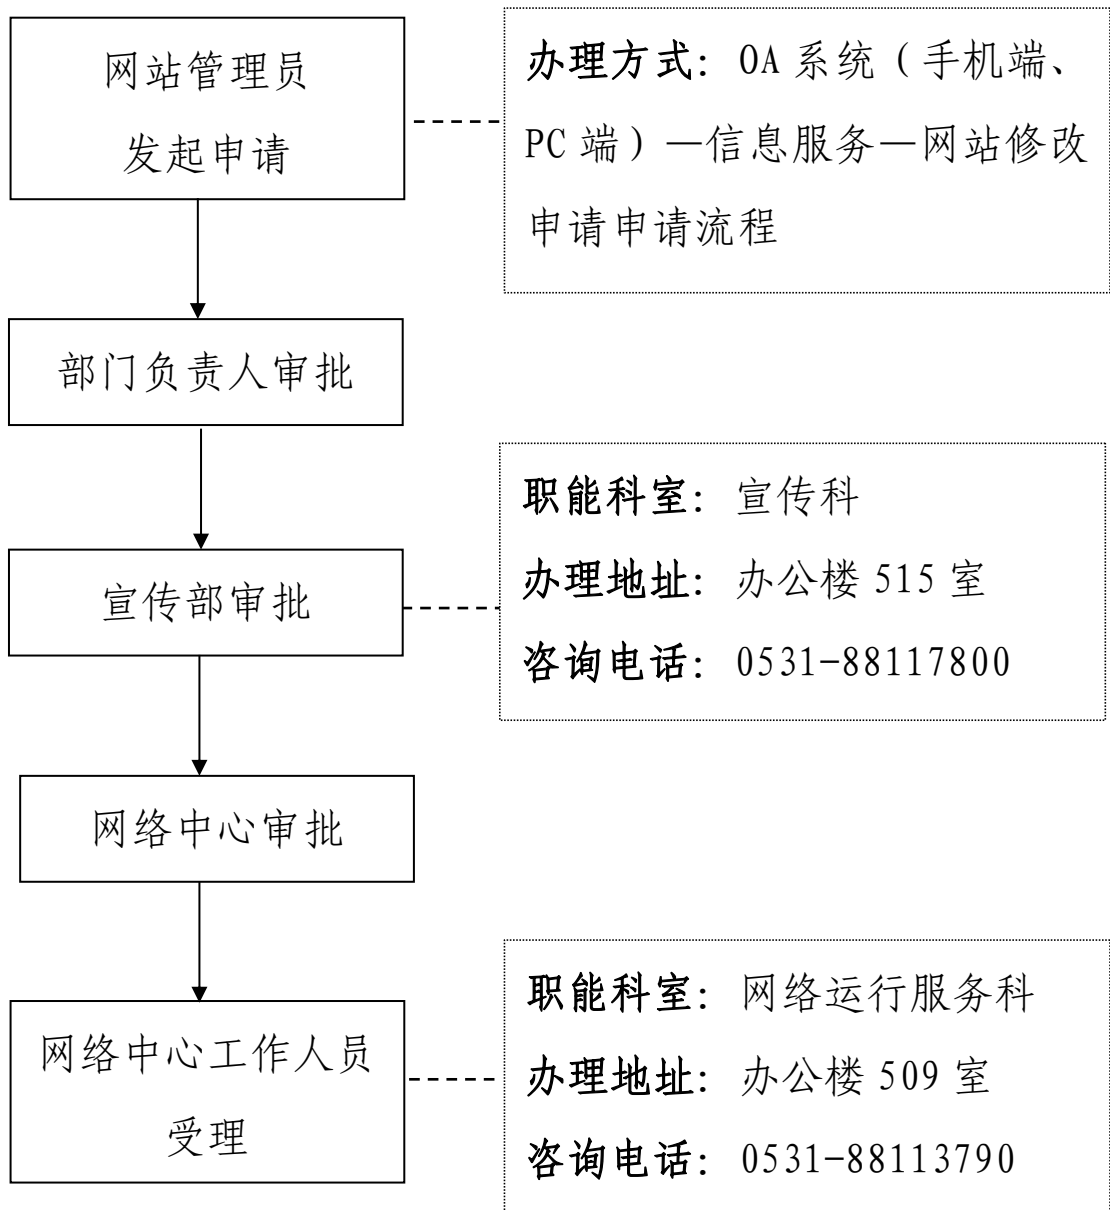 网站管理员
发起申请
办理方式：OA 系统（手机端、
PC 端）—信息服务—网站修改
申请申请流程
部门负责人审批
宣传部审批
职能科室：宣传科
办理地址：办公楼 515 室
咨询电话：0531-88117800
网络中心审批
网络中心工作人员
受理
职能科室：网络运行服务科
办理地址：办公楼 509 室
咨询电话：0531-88113790